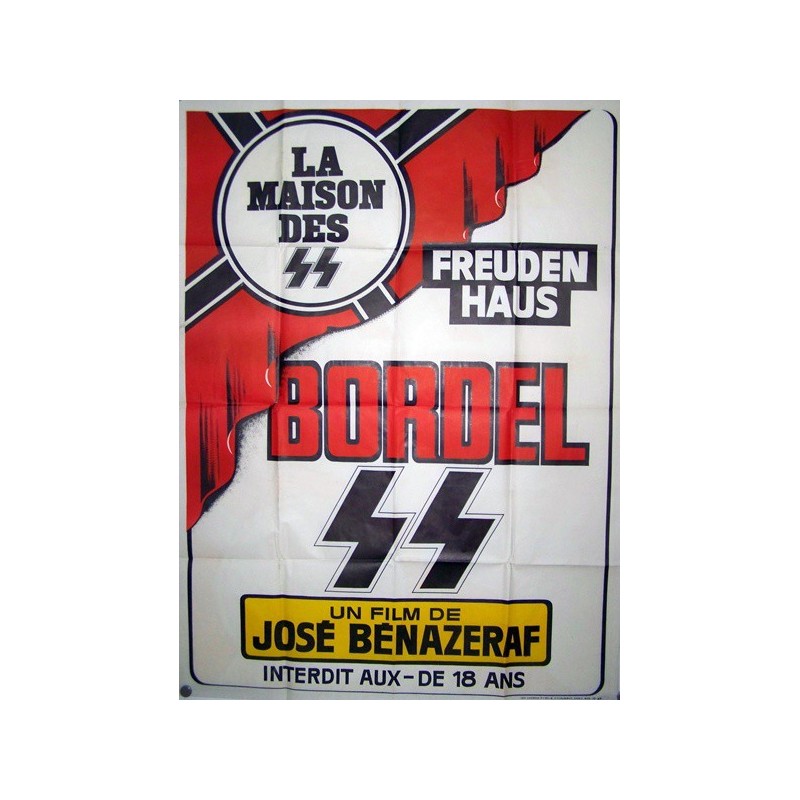 LA
MAISON
DES
SS
FREUDEN
HAUS
BORDEL
SS
UN FILM DE
JOSÉ BÉNAZERAF
INTERDIT AUX - DE 18 ANS